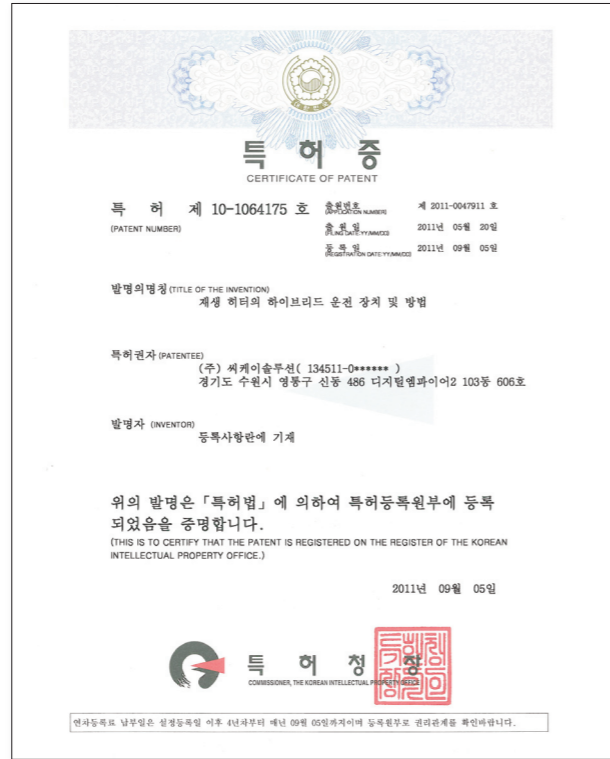 특 허 증
CERTIFICATE OF PATENT
특 허 제 10-1064175 호
(PATENT NUMBER)
출원번호 제 2011-0047911 호
(APPLICATION NUMBER)
출 원 일 2011년 05월 20일
(FILING DATE:YY/MM/DD)
등 록 일 2011년 09월 05일
(REGISTRATION DATE:YY/MM/DD)
발명의명칭 (TITLE OF THE INVENTION)
재생 히터의 하이브리드 운전 장치 및 방법
특허권자 (PATENTEE)
(주) 씨케이솔루션( 134511-0****** )
경기도 수원시 영통구 신동 486 디지털엠파이어2 103동 606호
발명자 (INVENTOR)
등록사항란에 기재
위의 발명은 「특허법」에 의하여 특허등록원부에 등록
되었음을 증명합니다.
(THIS IS TO CERTIFY THAT THE PATENT IS REGISTERED ON THE REGISTER OF THE KOREAN
INTELLECTUAL PROPERTY OFFICE.)
2011년 09월 05일
특 허 청 장
COMMISSIONER, THE KOREAN INTELLECTUAL PROPERTY OFFICE
연차등록료 납부일은 설정등록일 이후 4년차부터 매년 09월 05일까지이며 등록원부로 권리관계를 확인바랍니다.